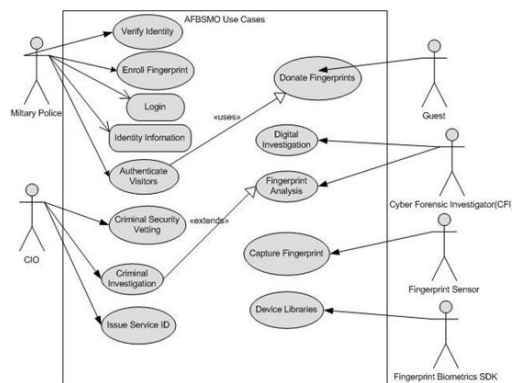 AFBSMO Use Cases
Verify Identity
Enroll Fingerprint
Login
Identity Infomation
Authenticate
Visitors
Criminal Security
Vetting
Criminal
Investigation
Issue Service ID
«uses»
«extends»
Donate Fingerprints
Digital
Investigation
Fingerprint
Analysis
Capture Fingerprint
Device Libraries
Miltary Police
CIO
Guest
Cyber Forensic Investigator(CFI
Fingerprint Sensor
Fingerprint Biometrics SDK